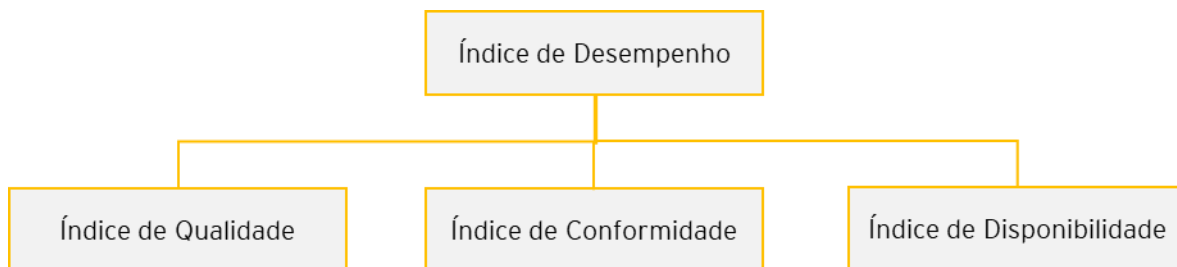 Índice de Desempenho
Índice de Qualidade
Índice de Conformidade
Índice de Disponibilidade